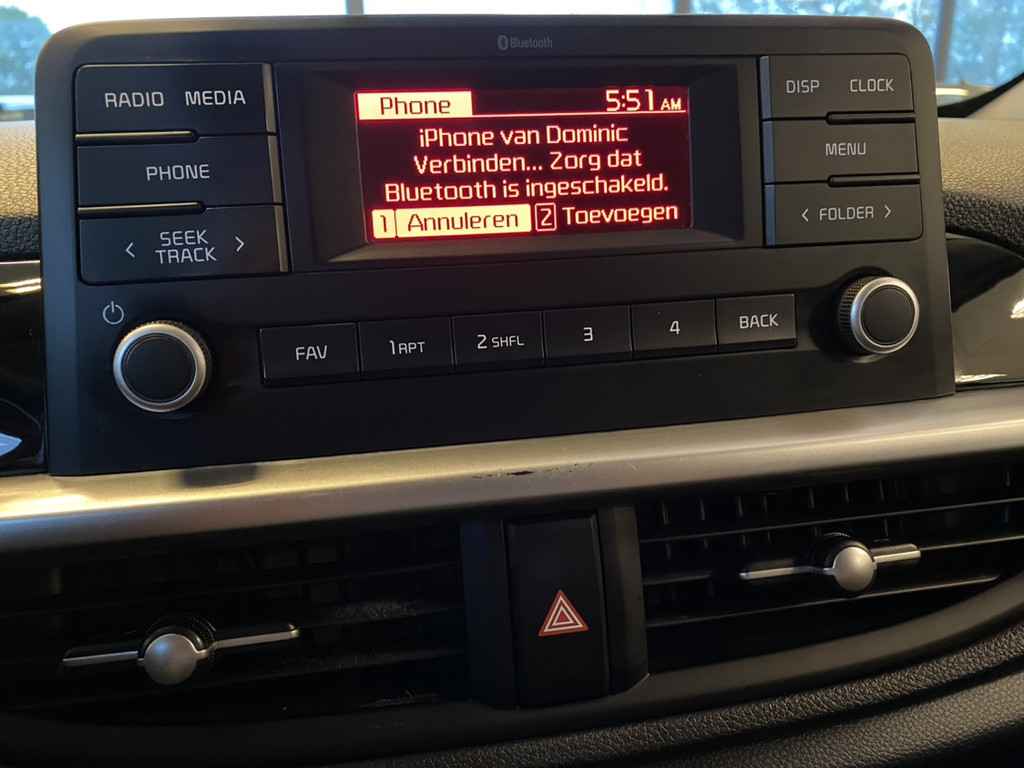 Bluetooth
RADIO MEDIA
PHONE
SEEK
TRACK
Phone 5:51 AM
iPhone van Dominic
Verbinden... Zorg dat
Bluetooth is ingeschakeld.
1 Annuleren 2 Toevoegen
DISP CLOCK
MENU
< FOLDER >
FAV 1 RPT 2 SHFL 3 4 BACK